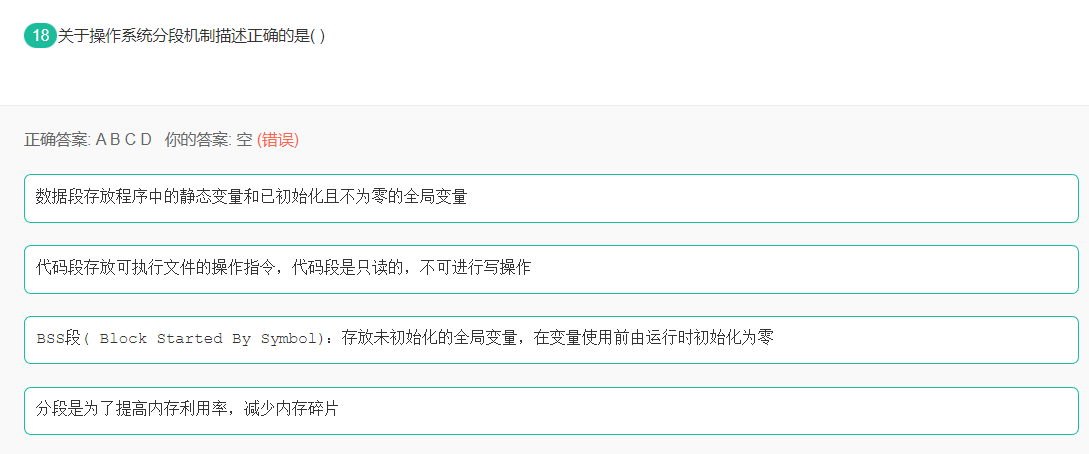 18 关于操作系统分段机制描述正确的是( )
正确答案: A B C D 你的答案: 空 (错误)
数据段存放程序中的静态变量和已初始化且不为零的全局变量
代码段存放可执行文件的操作指令，代码段是只读的，不可进行写操作
BSS段( Block Started By Symbol)：存放未初始化的全局变量，在变量使用前由运行时初始化为零
分段是为了提高内存利用率，减少内存碎片